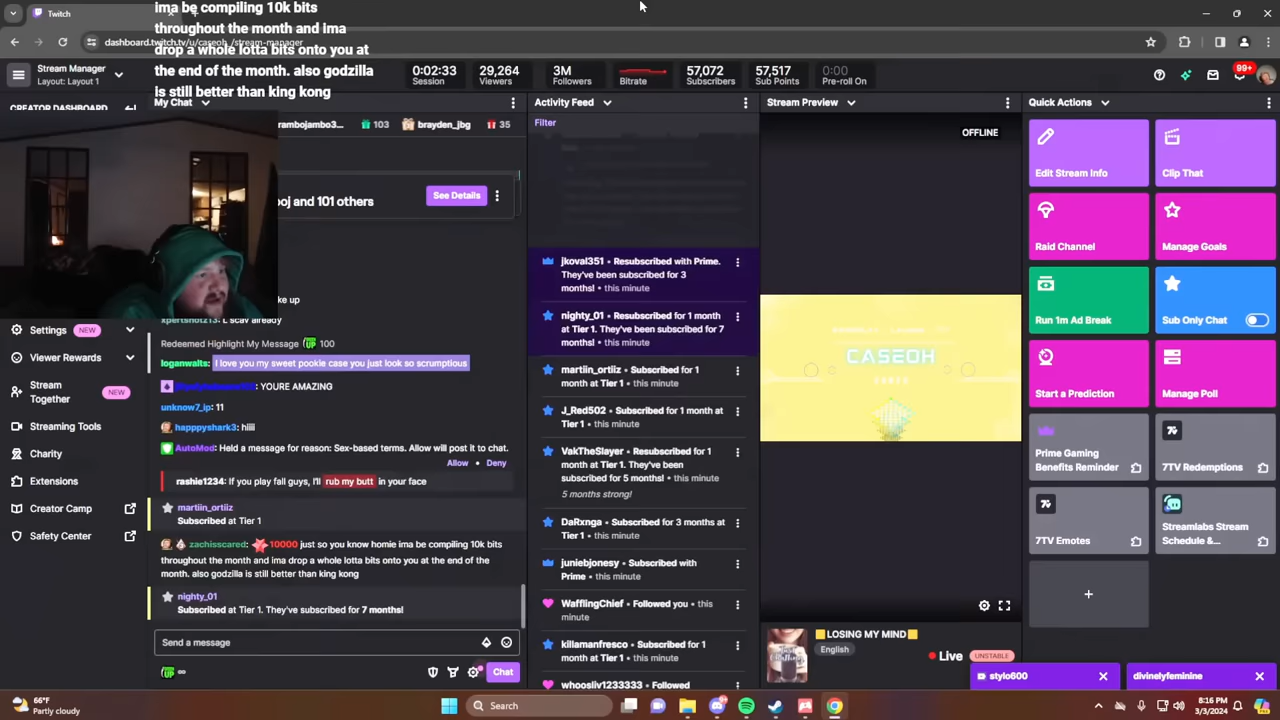 Twitch
ima be compiling 10k bits
throughout the month and ima
drop a whole lotta bits onto you at
the end of the month. also godzilla
is still better than king kong
dashboard.twitch.tv/u/caseoh_/stream-manager
Stream Manager
Layout: Layout 1
0:02:33
Session
29,264
Viewers
3M
Followers
Bitrate
57,072
Subscribers
57,517
Sub Points
0:00
Pre-roll On
99+
CREATOR DASHBOARD
My Chat
Activity Feed
Stream Preview
Quick Actions
rambojambo3...
103
brayden_jbg
35
Filter
OFFLINE
oj and 101 others
See Details
Edit Stream Info
Clip That
Raid Channel
Manage Goals
Run 1m Ad Break
Sub Only Chat
Start a Prediction
Manage Poll
Prime Gaming
Benefits Reminder
7TV Redemptions
7TV Emotes
Streamlabs Stream
Schedule &...
jkoval351 • Resubscribed with Prime.
They've been subscribed for 3
months! • this minute
nighty_01 • Resubscribed for 1
month at Tier 1. They've been subscribed for 7
months! • this minute
martiin_ortiiz • Subscribed for 1
month at Tier 1 • this minute
J_Red502 • Subscribed for 1 month at
Tier 1 • this minute
VakTheSlayer • Resubscribed for 1
month at Tier 1. They've been
subscribed for 5 months! • this minute
5 months strong!
DaRxnga • Subscribed for 3 months at
Tier 1 • this minute
juniebjonesy • Subscribed with
Prime • this minute
WafflingChief • Followed you • this
minute
killamanfresco • Subscribed for 1
month at Tier 1 • this minute
whoosliv1233333 • Followed
CASEOH
Settings
NEW
Viewer Rewards
Stream
Together
NEW
Streaming Tools
Charity
Extensions
Creator Camp
Safety Center
ke up
xpertshot213: L scav already
Redeemed Highlight My Message 100
loganwalts: I love you my sweet pookie case you just look so scrumptious
YOURE AMAZING
unknow7_ip: 11
happpyshark3: hiiii
AutoMod: Held a message for reason: Sex-based terms. Allow will post it to chat.
Allow • Deny
rashie1234: If you play fall guys, I'll rub my butt in your face
martiin_ortiiz
Subscribed at Tier 1
zachisscared: 10000 just so you know homie ima be compiling 10k bits
throughout the month and ima drop a whole lotta bits onto you at the end of the
month. also godzilla is still better than king kong
nighty_01
Subscribed at Tier 1. They've subscribed for 7 months!
Send a message
Chat
LOSING MY MIND
English
Live
UNSTABLE
stylo600
divinelyfeminine
66°F
Partly cloudy
Search
8:16 PM
3/3/2024